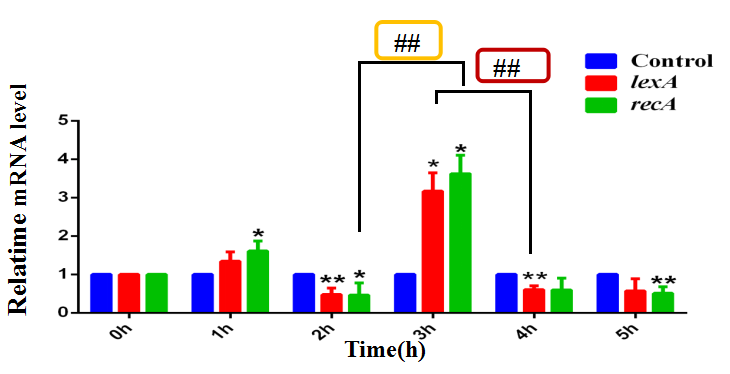 ##
##
Control
lexA
recA
Relatime mRNA level
5
4
3
2
1
0
*
** *
* *
**
**
0h 1h 2h 3h 4h 5h
Time(h)